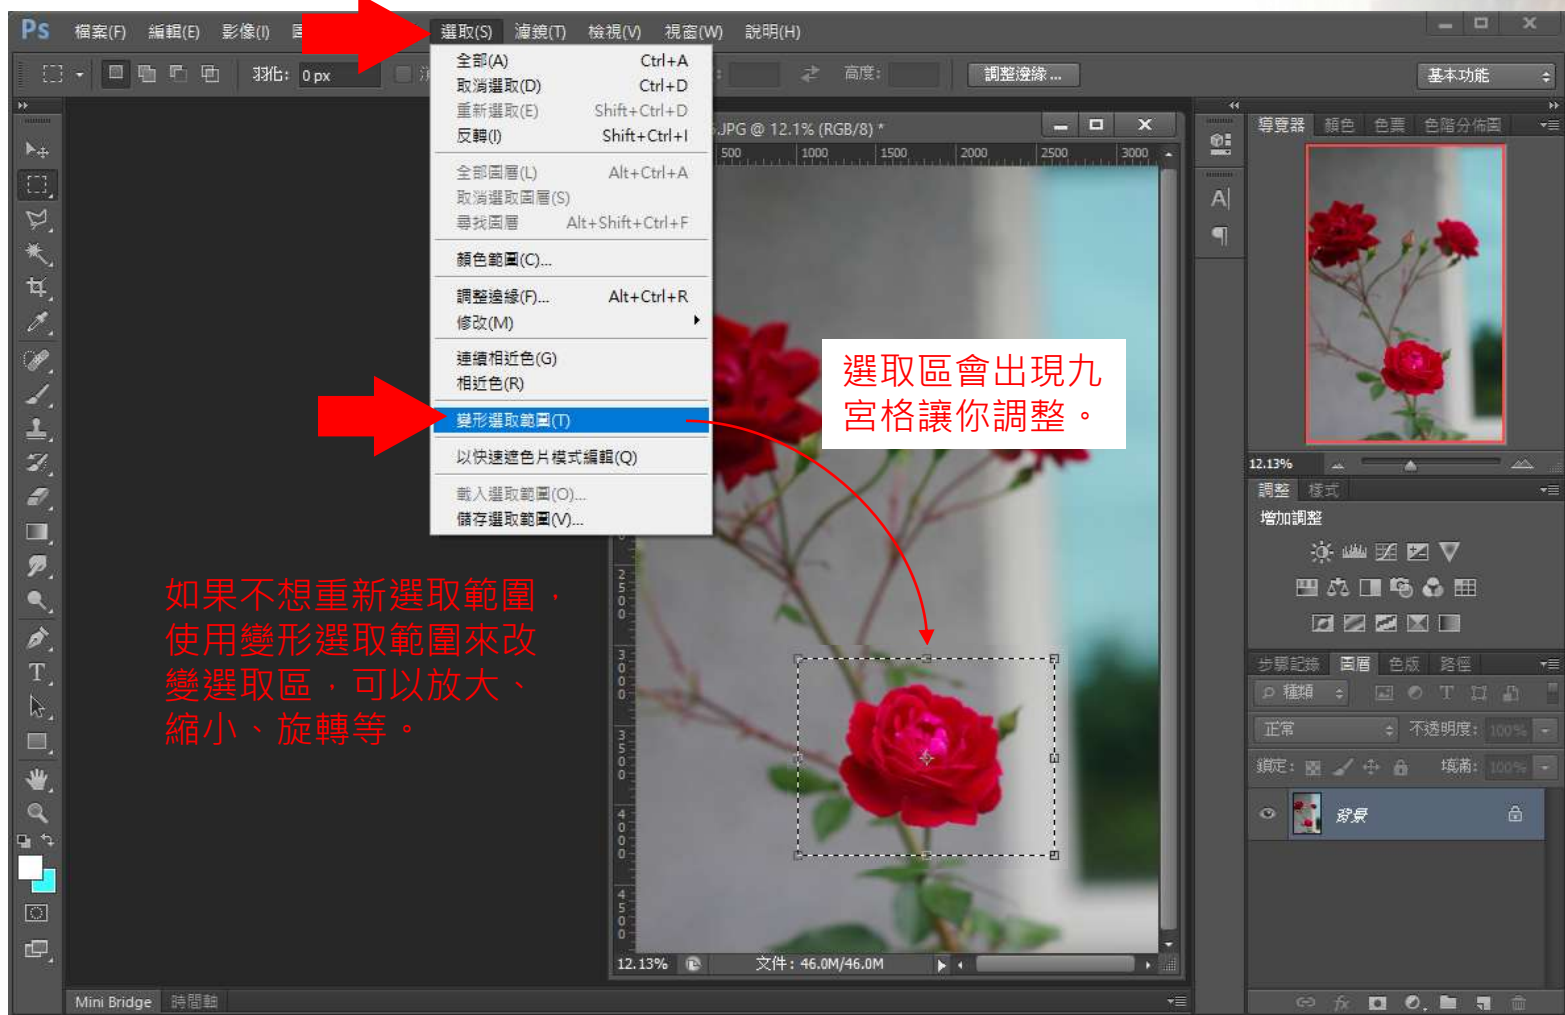 Ps 檔案(F) 編輯(E) 影像(I) 選取(S) 濾鏡(T) 檢視(V) 視窗(W) 說明(H)
羽化: 0 px 高度: 調整邊緣... 基本功能
全部(A) Ctrl+A
取消選取(D) Ctrl+D
重新選取(E) Shift+Ctrl+D
反轉(I) Shift+Ctrl+I
全部圖層(L) Alt+Ctrl+A
取消選取圖層(S)
尋找圖層 Alt+Shift+Ctrl+F
顏色範圍(C)...
調整邊緣(F)... Alt+Ctrl+R
修改(M)
連續相近色(G)
相近色(R)
變形選取範圍(T)
以快速遮色片模式編輯(Q)
載入選取範圍(O)...
儲存選取範圍(V)...
.JPG @ 12.1% (RGB/8) *
500 1000 1500 2000 2500 3000
選取區會出現九
宮格讓你調整。
如果不想重新選取範圍，
使用變形選取範圍來改
變選取區，可以放大、
縮小、旋轉等。
2500
3000
3500
4000
4500
12.13% 文件: 46.0M/46.0M
Mini Bridge 時間軸
導覽器 顏色 色票 色階分佈圖
12.13%
調整 樣式
增加調整
步驟記錄 圖層 色版 路徑
種類
正常 不透明度: 100%
鎖定: 填滿: 100%
背景